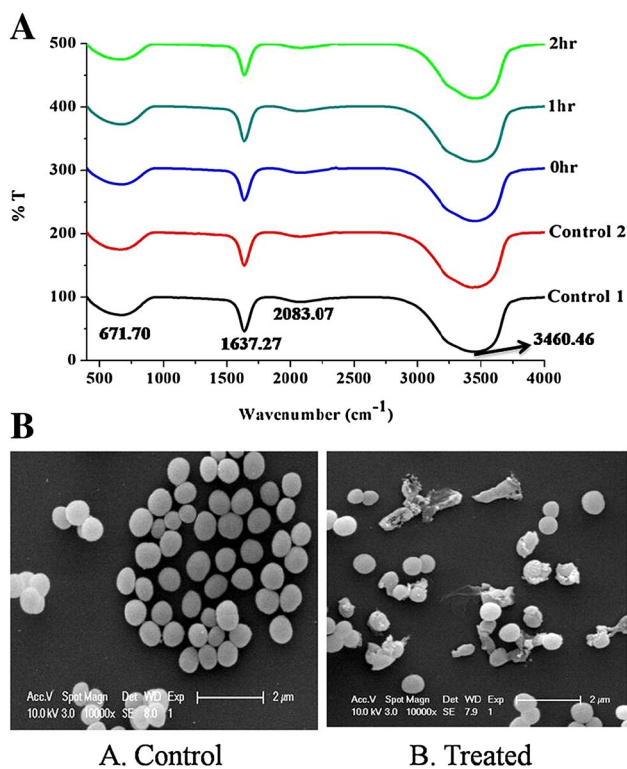 A
500
400
300
200
100
0
% T
2hr
1hr
0hr
Control 2
Control 1
671.70
1637.27
2083.07
3460.46
500 1000 1500 2000 2500 3000 3500 4000
Wavenumber (cm-1)
B
Acc.V Spot Magn Det WD Exp
10.0 kV 3.0 10000x SE 8.0 1
2 µm
Acc.V Spot Magn Det WD Exp
10.0 kV 3.0 10000x SE 7.9 1
2 µm
A. Control
B. Treated